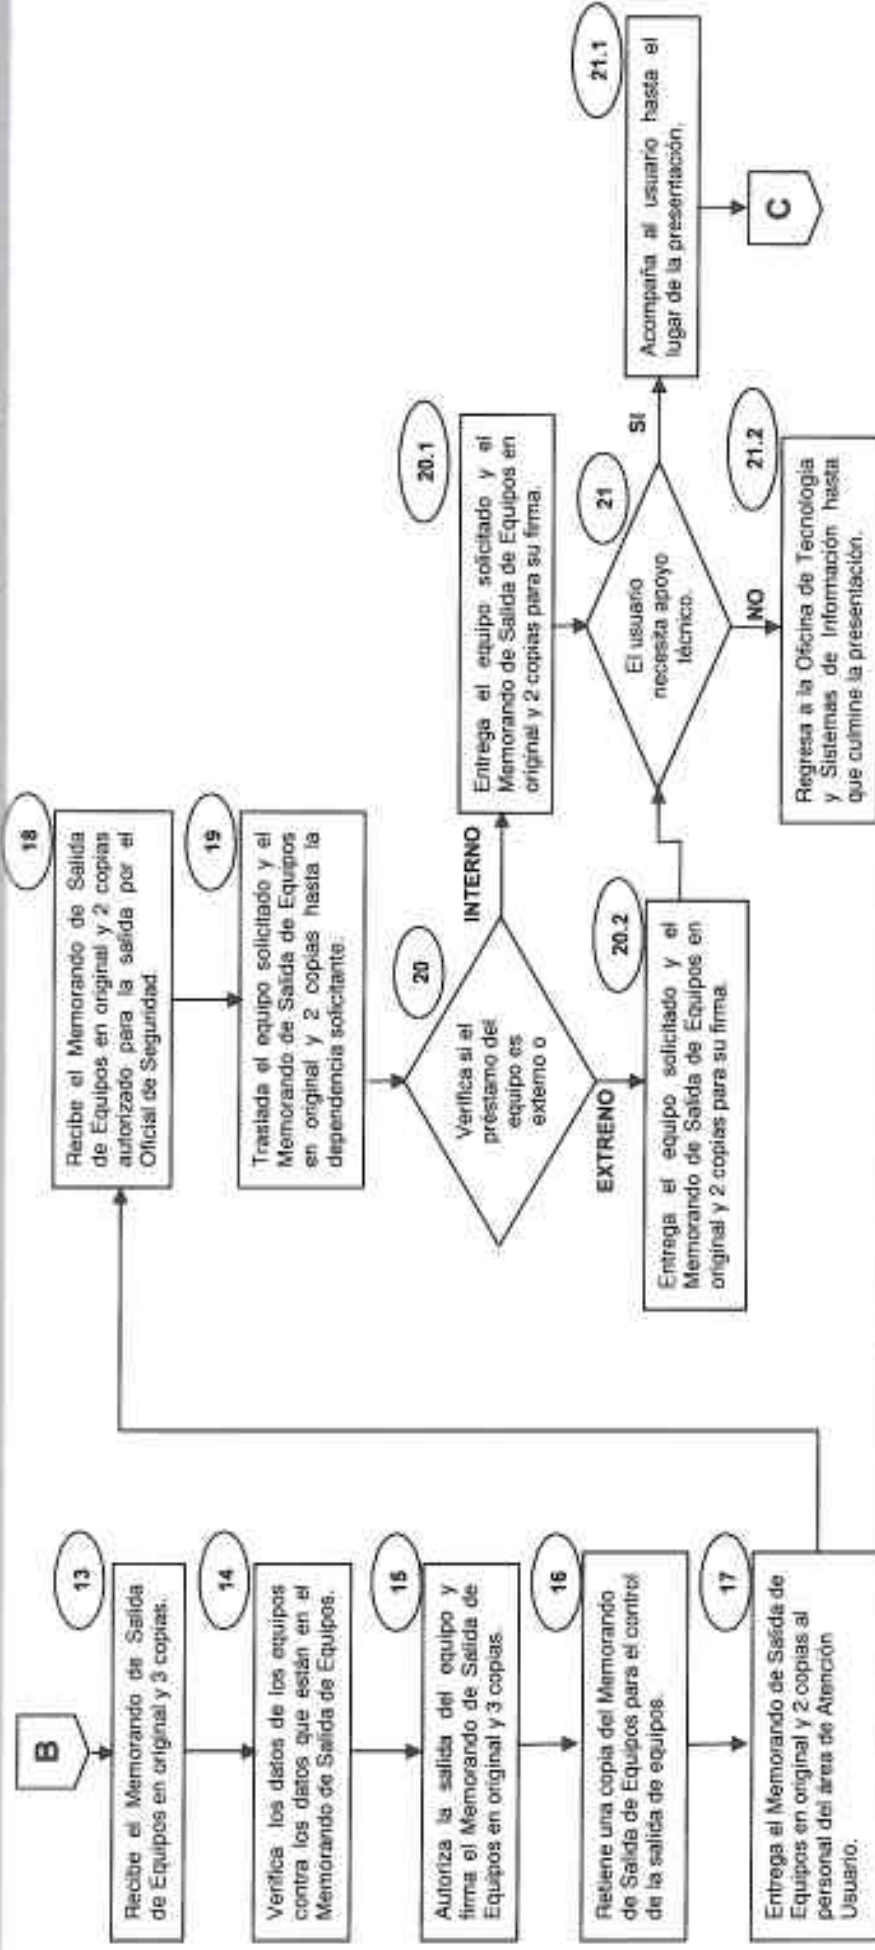 B
13
Recibe el Memorando de Salida
de Equipos en original y 3 copias.
14
Verifica los datos de los equipos
contra los datos que están en el
Memorando de Salida de Equipos.
15
Autoriza la salida del equipo y
firma el Memorando de Salida de
Equipos en original y 3 copias.
16
Retiene una copia del Memorando
de Salida de Equipos para el control
de la salida de equipos.
17
Entrega el Memorando de Salida de
Equipos en original y 2 copias al
personal del área de Atención
Usuario.
18
Recibe el Memorando de Salida
de Equipos en original y 2 copias
autorizado para la salida por el
Oficial de Seguridad.
19
Traslada el equipo solicitado y el
Memorando de Salida de Equipos
en original y 2 copias hasta la
dependencia solicitante.
20
Verifica si el
préstamo del
equipo es
externo o
INTERNO
EXTRENO
20.1
Entrega el equipo solicitado y el
Memorando de Salida de Equipos en
original y 2 copias para su firma.
20.2
Entrega el equipo solicitado y el
Memorando de Salida de Equipos en
original y 2 copias para su firma.
21
El usuario
necesita apoyo
técnico.
SI
NO
21.1
Acompaña al usuario hasta el
lugar de la presentación.
C
21.2
Regresa a la Oficina de Tecnología
y Sistemas de Información hasta
que culmine la presentación.